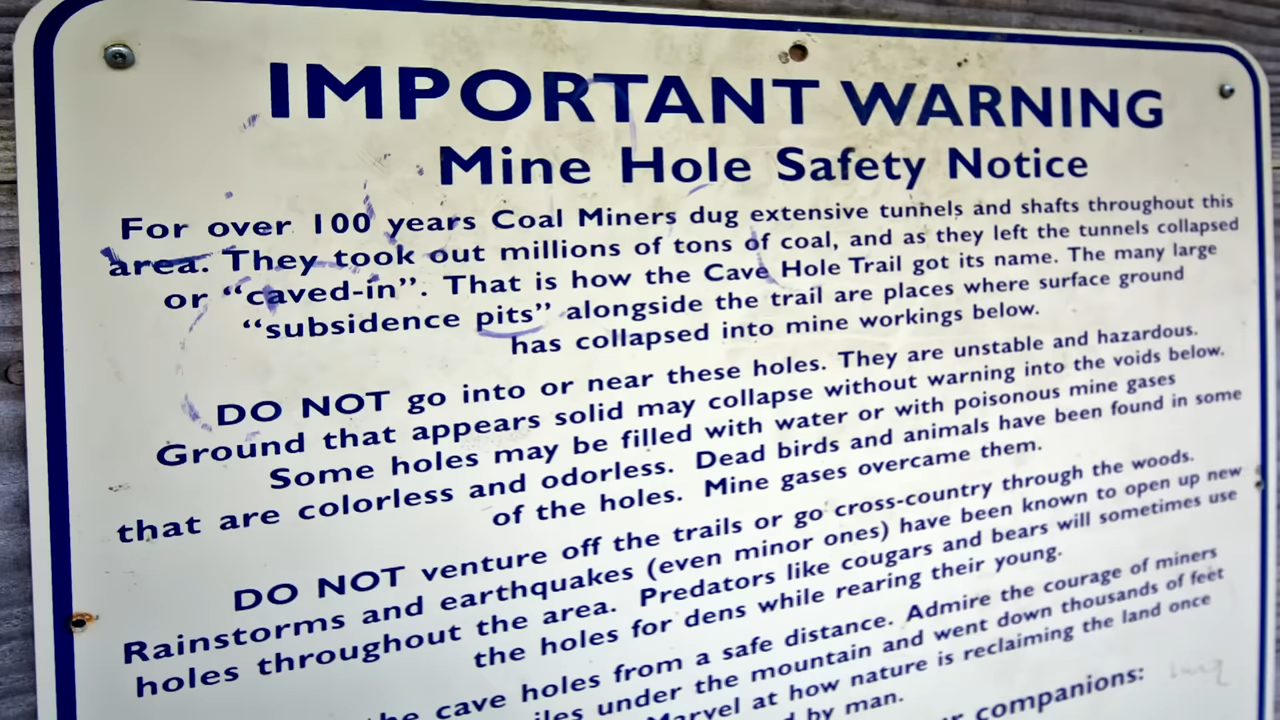 IMPORTANT WARNING
Mine Hole Safety Notice
For over 100 years Coal Miners dug extensive tunnels and shafts throughout this
area. They took out millions of tons of coal, and as they left the tunnels collapsed
or “caved-in”. That is how the Cave Hole Trail got its name. The many large
“subsidence pits” alongside the trail are places where surface ground
has collapsed into mine workings below.
DO NOT go into or near these holes. They are unstable and hazardous.
Ground that appears solid may collapse without warning into the voids below.
Some holes may be filled with water or with poisonous mine gases
that are colorless and odorless. Dead birds and animals have been found in some
of the holes. Mine gases overcame them.
DO NOT venture off the trails or go cross-country through the woods.
Rainstorms and earthquakes (even minor ones) have been known to open up new
holes throughout the area. Predators like cougars and bears will sometimes use
the holes for dens while rearing their young.
cave holes from a safe distance. Admire the courage of miners
under the mountain and went down thousands of feet
Marvel at how nature is reclaiming the land once
by man.
companions: